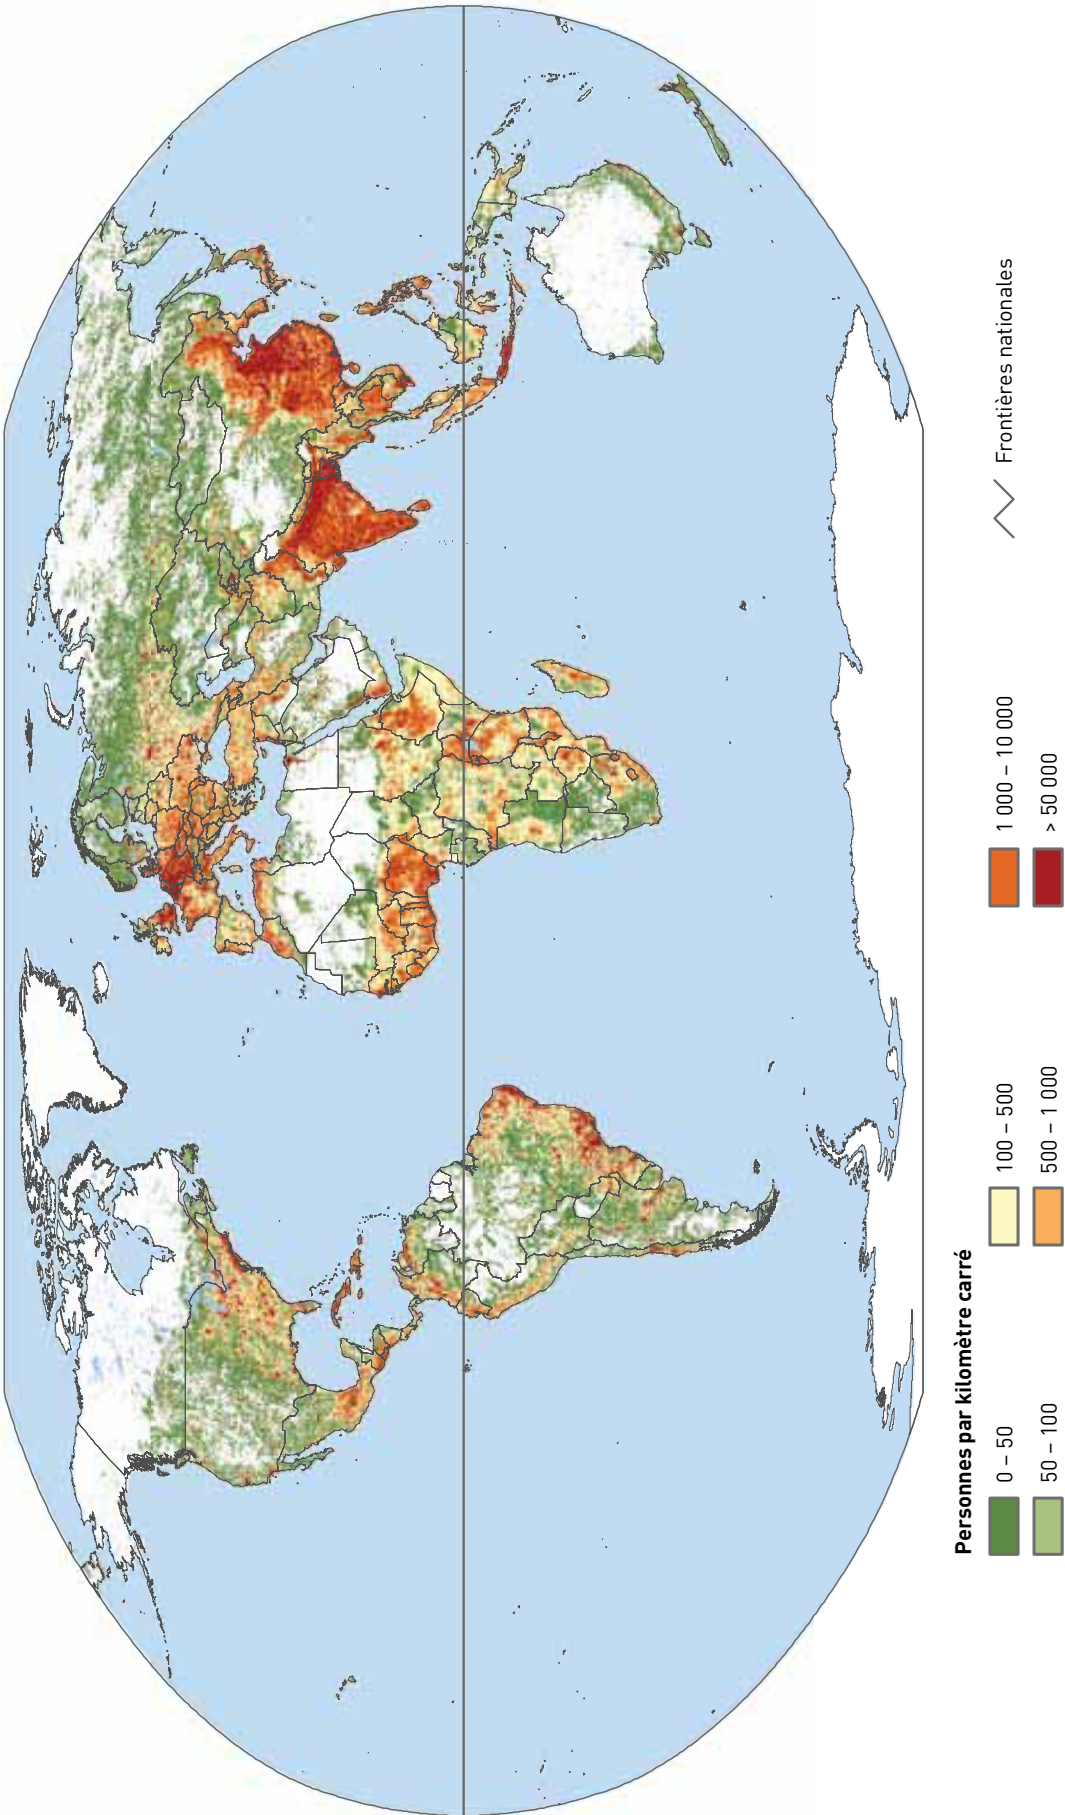 Personnes par kilomètre carré
0 – 50
100 – 500
1 000 – 10 000
Frontières nationales
50 – 100
500 – 1 000
> 50 000